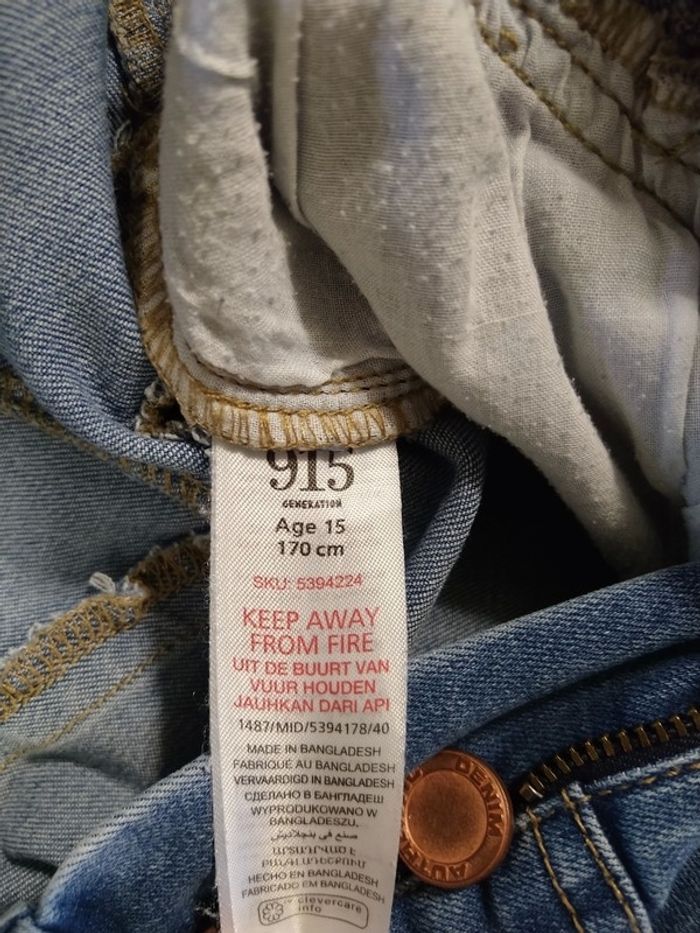 915
GENERATION
Age 15
170 cm
SKU: 5394224
KEEP AWAY
FROM FIRE
UIT DE BUURT VAN
VUUR HOUDEN
JAUHKAN DARI API
1487/MID/5394178/40
MADE IN BANGLADESH
FABRIQUÉ AU BANGLADESH
VERVAARDIGD IN BANGLADESH
СДЕЛАНО В БАНГЛАДЕШ
WYPRODUKOWANO W
BANGLADESZU.
صنع في بنجلاديش
ԱՐՏԱԴՐՎԱԾ Է
ԲԱՆԳԼԱԴԵՇՈՒՄ
HECHO EN BANGLADESH
FABRICADO EM BANGLADESH
clevercare
info
DENIM